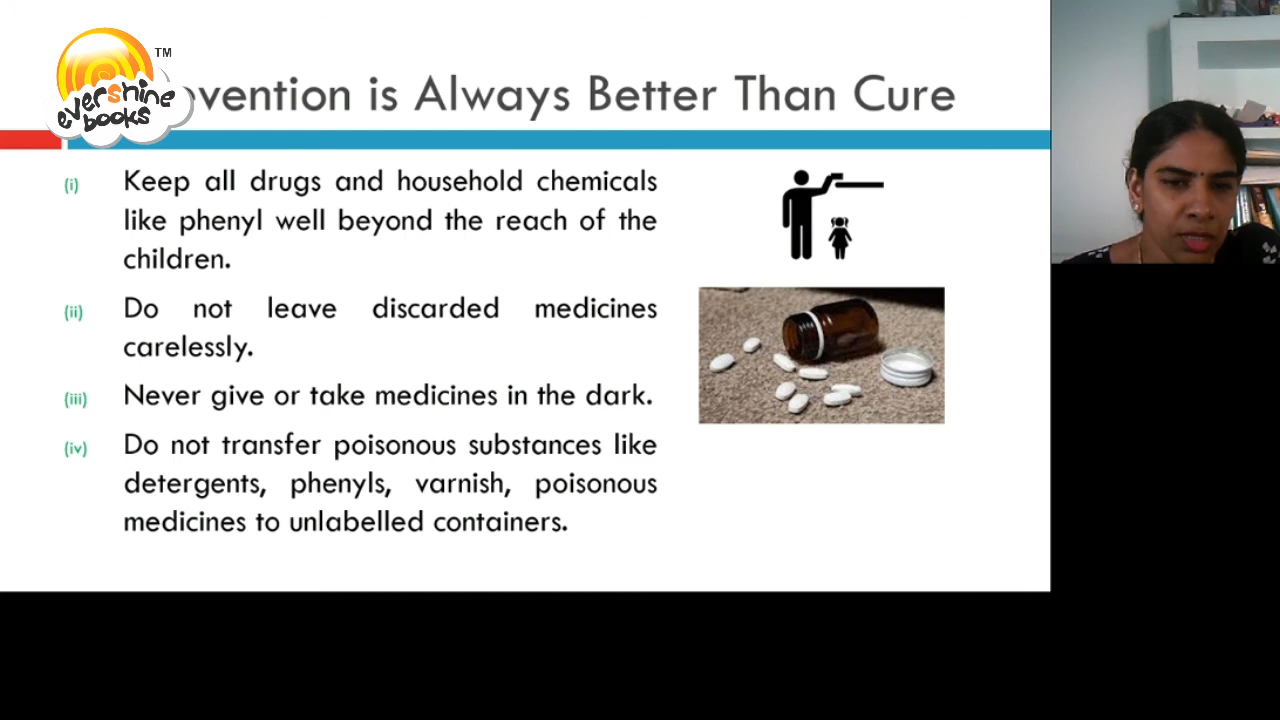 evershine
books
TM
vention is Always Better Than Cure
(i) Keep all drugs and household chemicals
like phenyl well beyond the reach of the
children.
(ii) Do not leave discarded medicines
carelessly.
(iii) Never give or take medicines in the dark.
(iv) Do not transfer poisonous substances like
detergents, phenyls, varnish, poisonous
medicines to unlabelled containers.